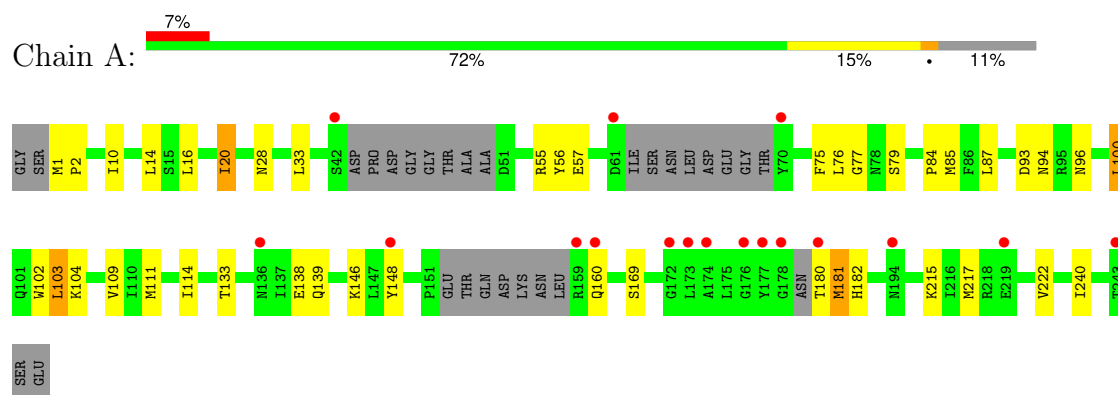 7%
Chain A:
72% 15% • 11%
GLY SER M1 P2 I10 L14 S15 L16 I20 N28 L33 S42 ASP PRO ASP GLY GLY THR ALA ALA D51 R55 Y56 E57 D61 ILE SER ASN LEU ASP GLU GLY THR Y70 F75 L76 G77 N78 S79 P84 M85 F86 L87 D93 N94 R95 N96 L100
Q101 W102 L103 K104 V109 I110 M111 I114 T133 N136 I137 E138 Q139 K146 L147 Y148 P151 GLU THR GLN ASP LYS ASN LEU R159 Q160 S169 G172 L173 A174 L175 G176 Y177 G178 ASN T180 M181 H182 N194 K215 I216 M217 R218 E219 V222 I240 T243
SER GLU